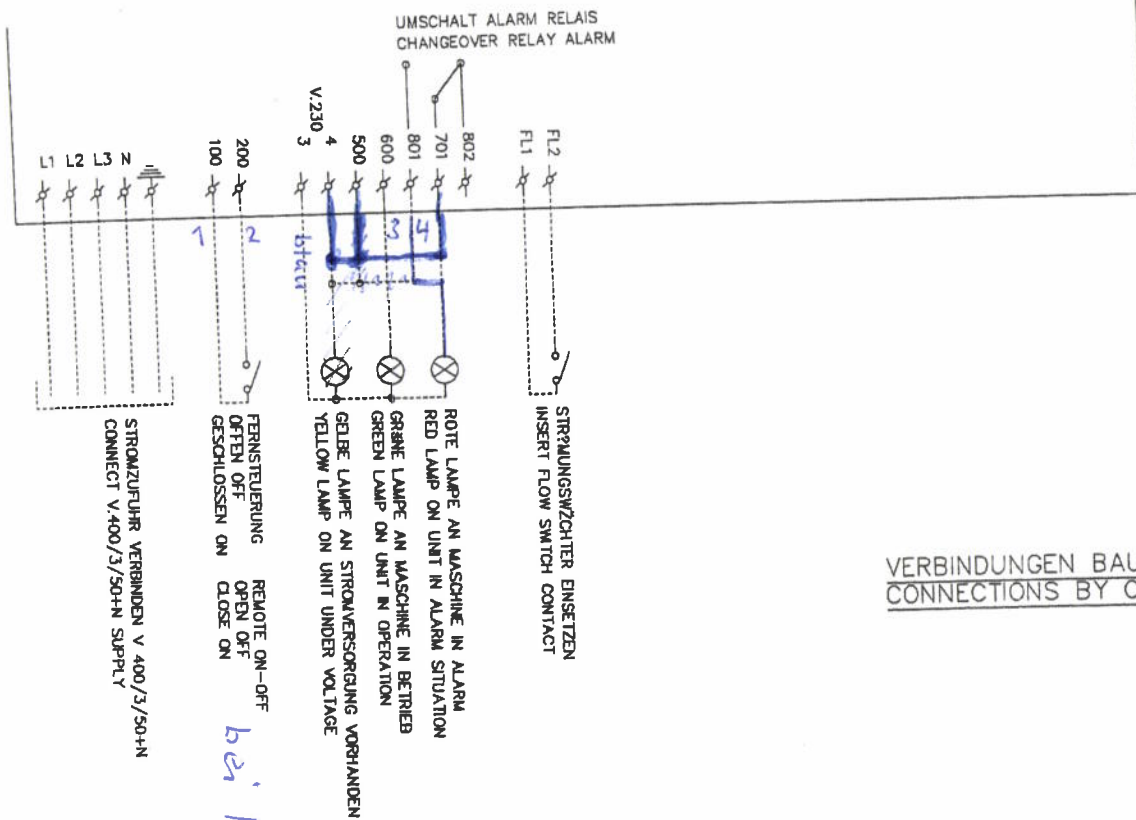 UMSCHALT ALARM RELAIS
CHANGEOVER RELAY ALARM
L1
L2
L3
N
100
200
V.230
3
4
500
600
801
701
802
FL1
FL2
1
2
blau
3
4
STROMZUFUHR VERBINDEN V 400/3/50+N
CONNECT V.400/3/50+N SUPPLY
FERNSTEUERUNG REMOTE ON-OFF
OFFEN OFF OPEN OFF
GESCHLOSSEN ON CLOSE ON
GELBE LAMPE AN STROMVERSORGUNG VORHANDEN
YELLOW LAMP ON UNIT UNDER VOLTAGE
GRÖNE LAMPE AN MASCHINE IN BETRIEB
GREEN LAMP ON UNIT IN OPERATION
ROTE LAMPE AN MASCHINE IN ALARM
RED LAMP ON UNIT IN ALARM SITUATION
STR?MUNGSWŽCHTER EINSETZEN
INSERT FLOW SWITCH CONTACT
VERBINDUNGEN BAU
CONNECTIONS BY C
bei